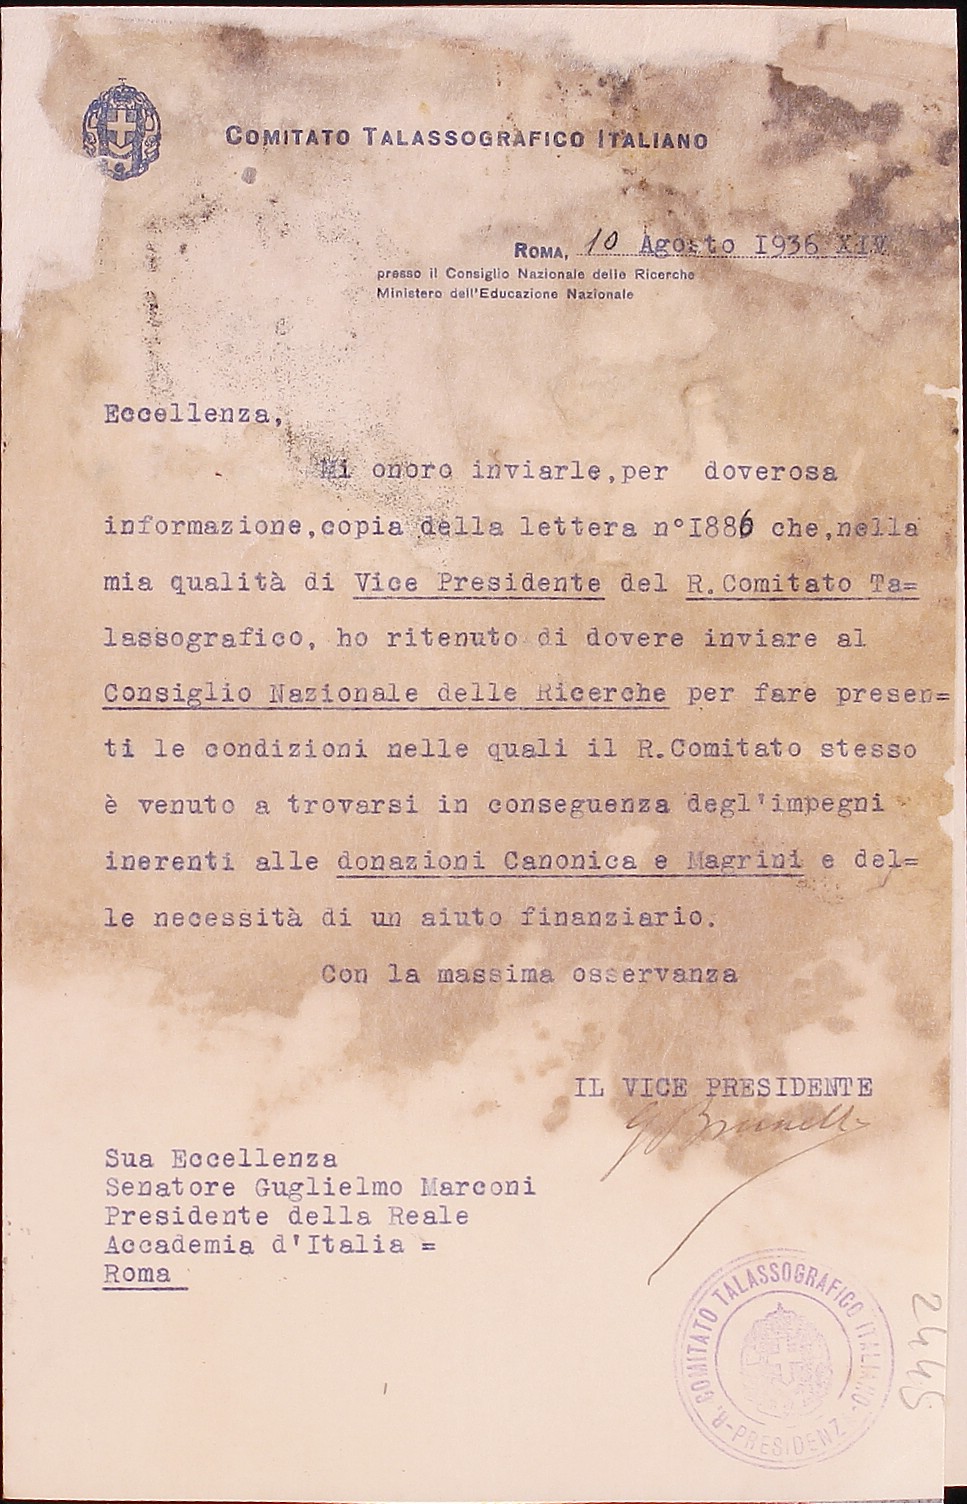 COMITATO TALASSOGRAFICO ITALIANO
ROMA, 10 Agosto 1936 XIV
presso il Consiglio Nazionale delle Ricerche
Ministero dell'Educazione Nazionale
Eccellenza,
Mi onoro inviarle,per doverosa
informazione,copia della lettera n°I886 che,nella
mia qualità di Vice Presidente del R.Comitato Ta=
lassografico, ho ritenuto di dovere inviare al
Consiglio Nazionale delle Ricerche per fare presen=
ti le condizioni nelle quali il R.Comitato stesso
è venuto a trovarsi in conseguenza degl'impegni
inerenti alle donazioni Canonica e Magrini e del=
le necessità di un aiuto finanziario.
Con la massima osservanza
IL VICE PRESIDENTE
G Brunelli
Sua Eccellenza
Senatore Guglielmo Marconi
Presidente della Reale
Accademia d'Italia =
Roma
R. COMITATO TALASSOGRAFICO ITALIANO
-PRESIDENZA-
2445